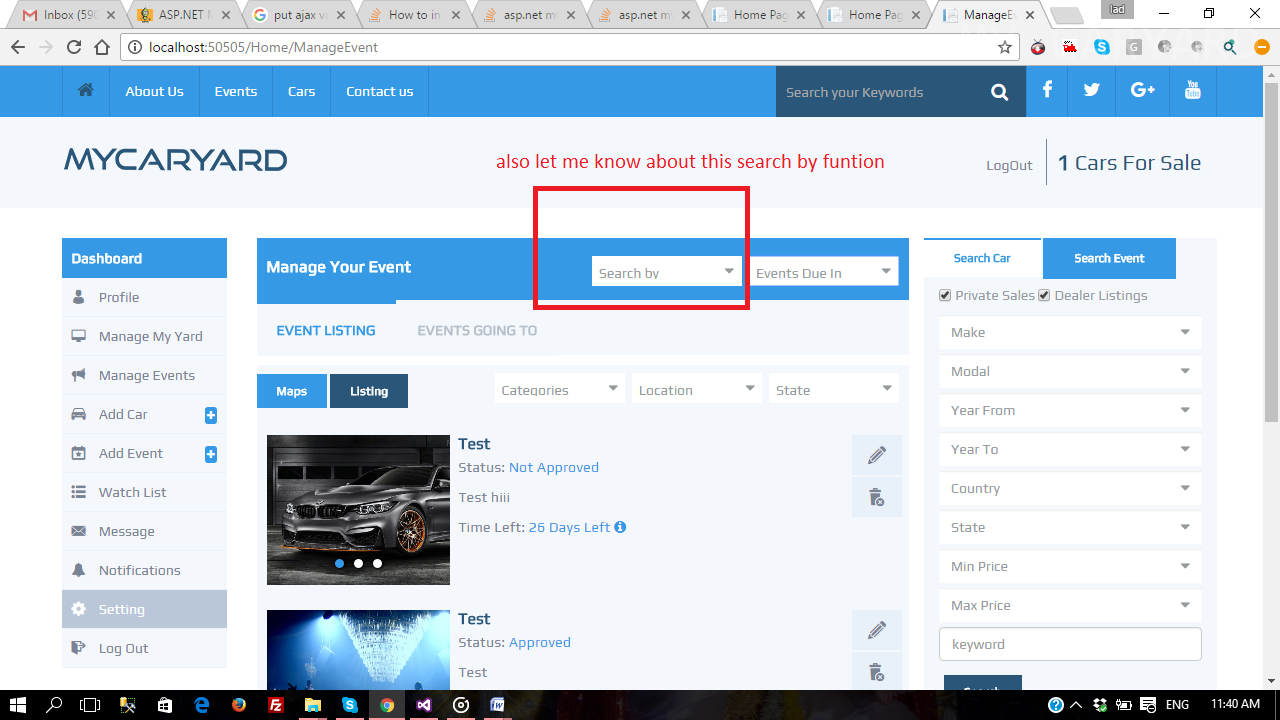 Inbox (590
ASP.NET M
put ajax va
How to in
asp.net m
asp.net my
Home Pag
Home Pag
ManageEv
lad
localhost:50505/Home/ManageEvent
About Us
Events
Cars
Contact us
Search your Keywords
MYCARYARD
also let me know about this search by funtion
LogOut
1 Cars For Sale
Dashboard
Profile
Manage My Yard
Manage Events
Add Car
Add Event
Watch List
Message
Notifications
Setting
Log Out
Manage Your Event
Search by
Events Due In
EVENT LISTING
EVENTS GOING TO
Maps
Listing
Categories
Location
State
Test
Status: Not Approved
Test hiii
Time Left: 26 Days Left
Test
Status: Approved
Test
Search Car
Search Event
Private Sales
Dealer Listings
Make
Modal
Year From
Year To
Country
State
Min Price
Max Price
keyword
ENG
11:40 AM